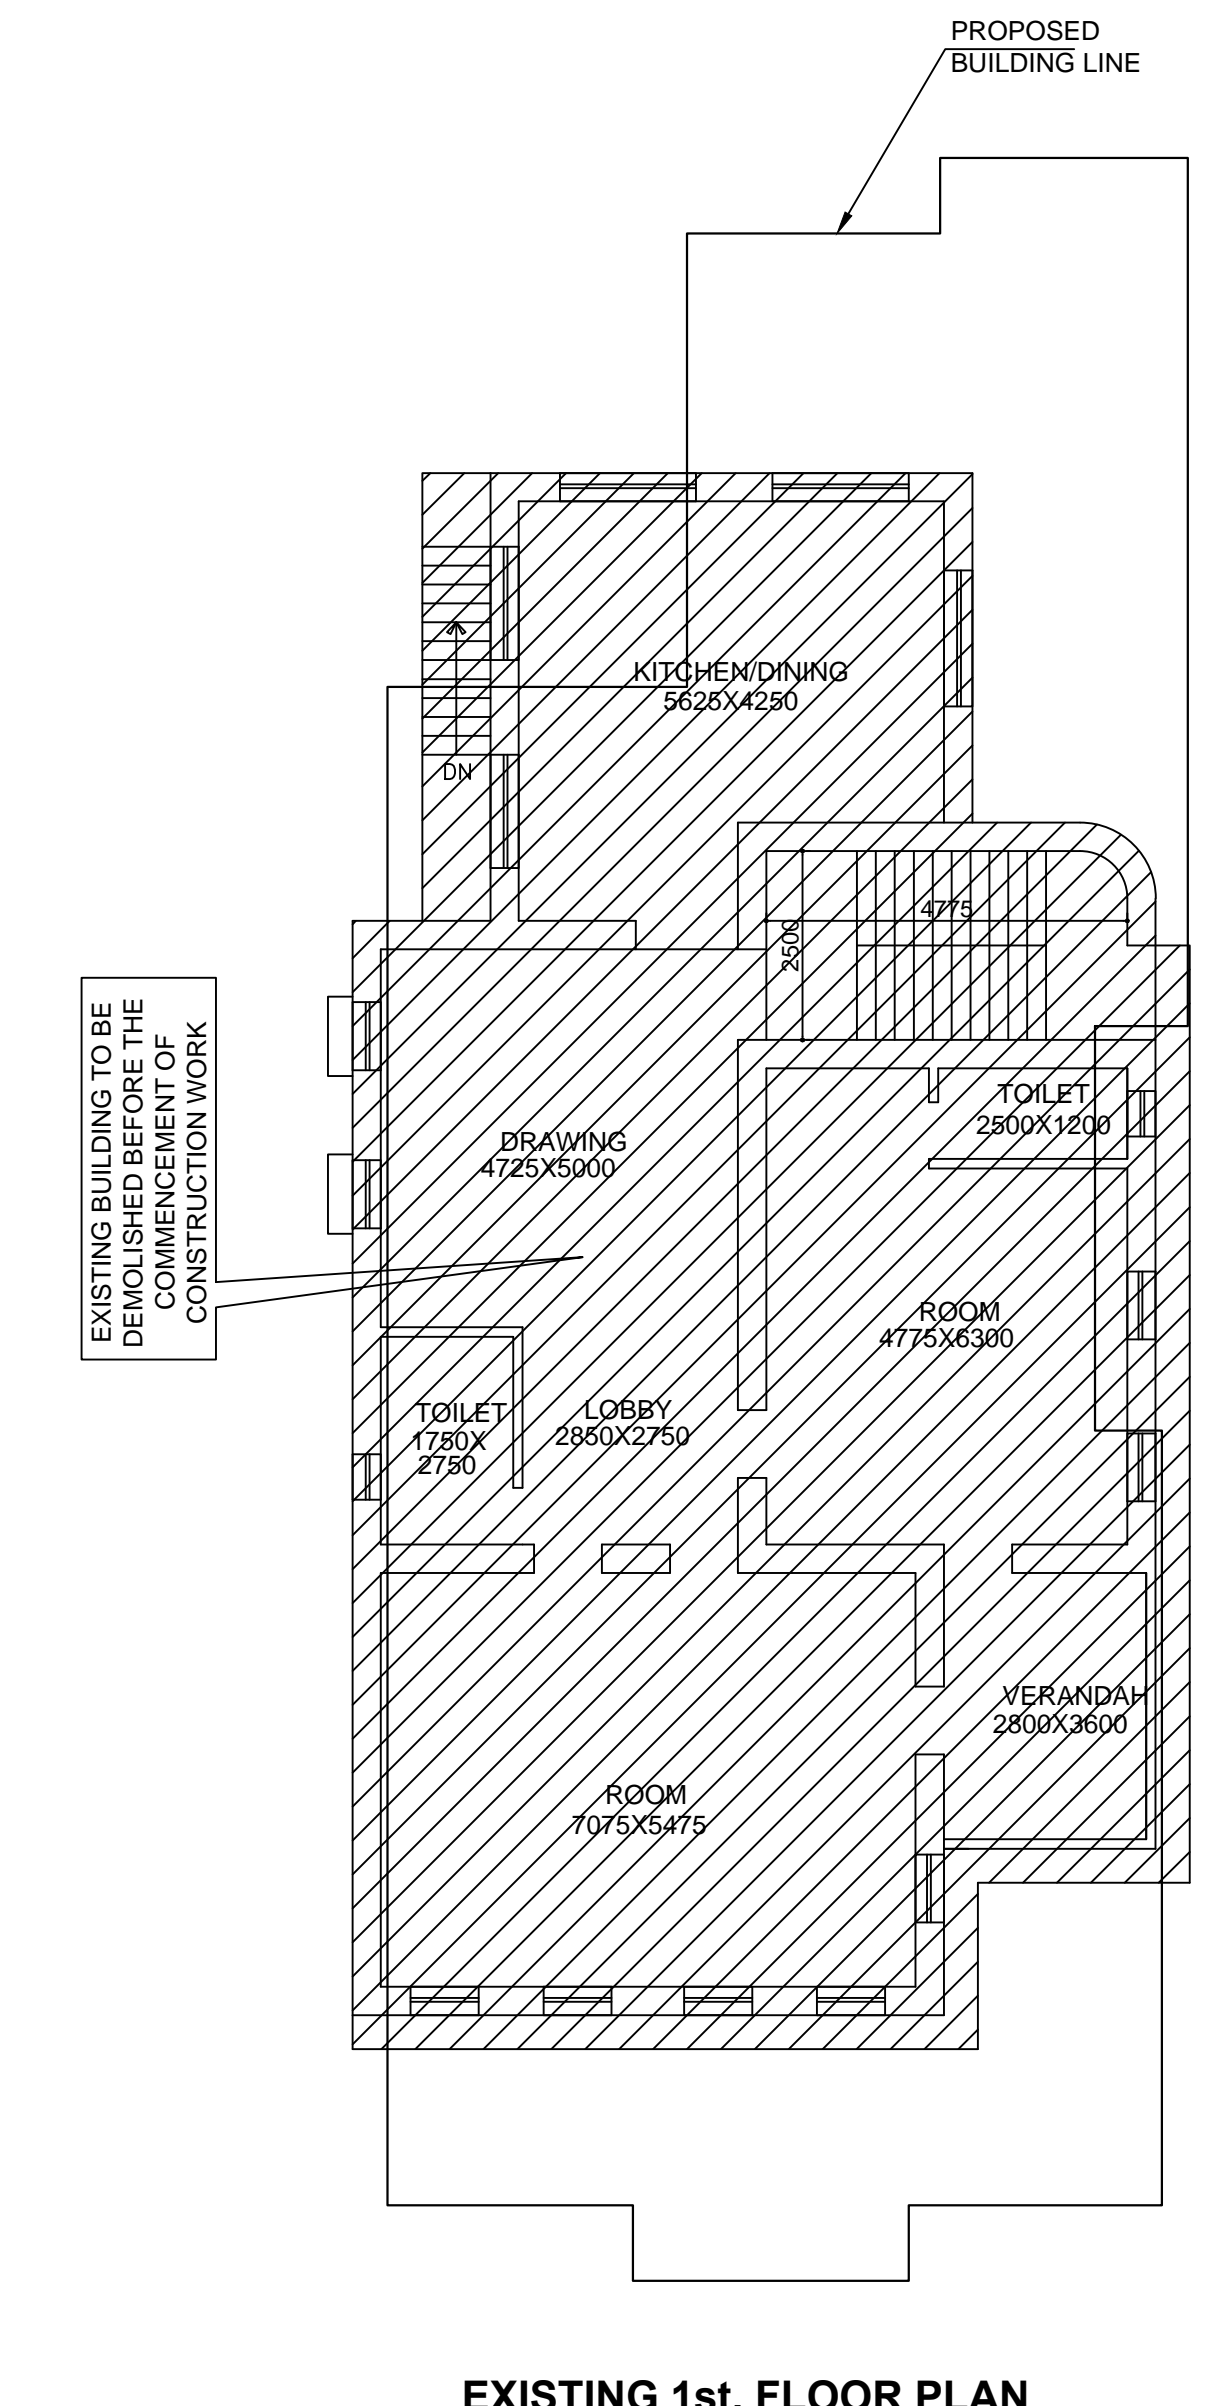 PROPOSED
BUILDING LINE
KITCHEN/DINING
5625X4250
DN
4775
2500
EXISTING BUILDING TO BE
DEMOLISHED BEFORE THE
COMMENCEMENT OF
CONSTRUCTION WORK
TOILET
2500X1200
DRAWING
4725X5000
ROOM
4775X6300
TOILET
1750X
2750
LOBBY
2850X2750
VERANDAH
2800X3600
ROOM
7075X5475
EXISTING 1st. FLOOR PLAN